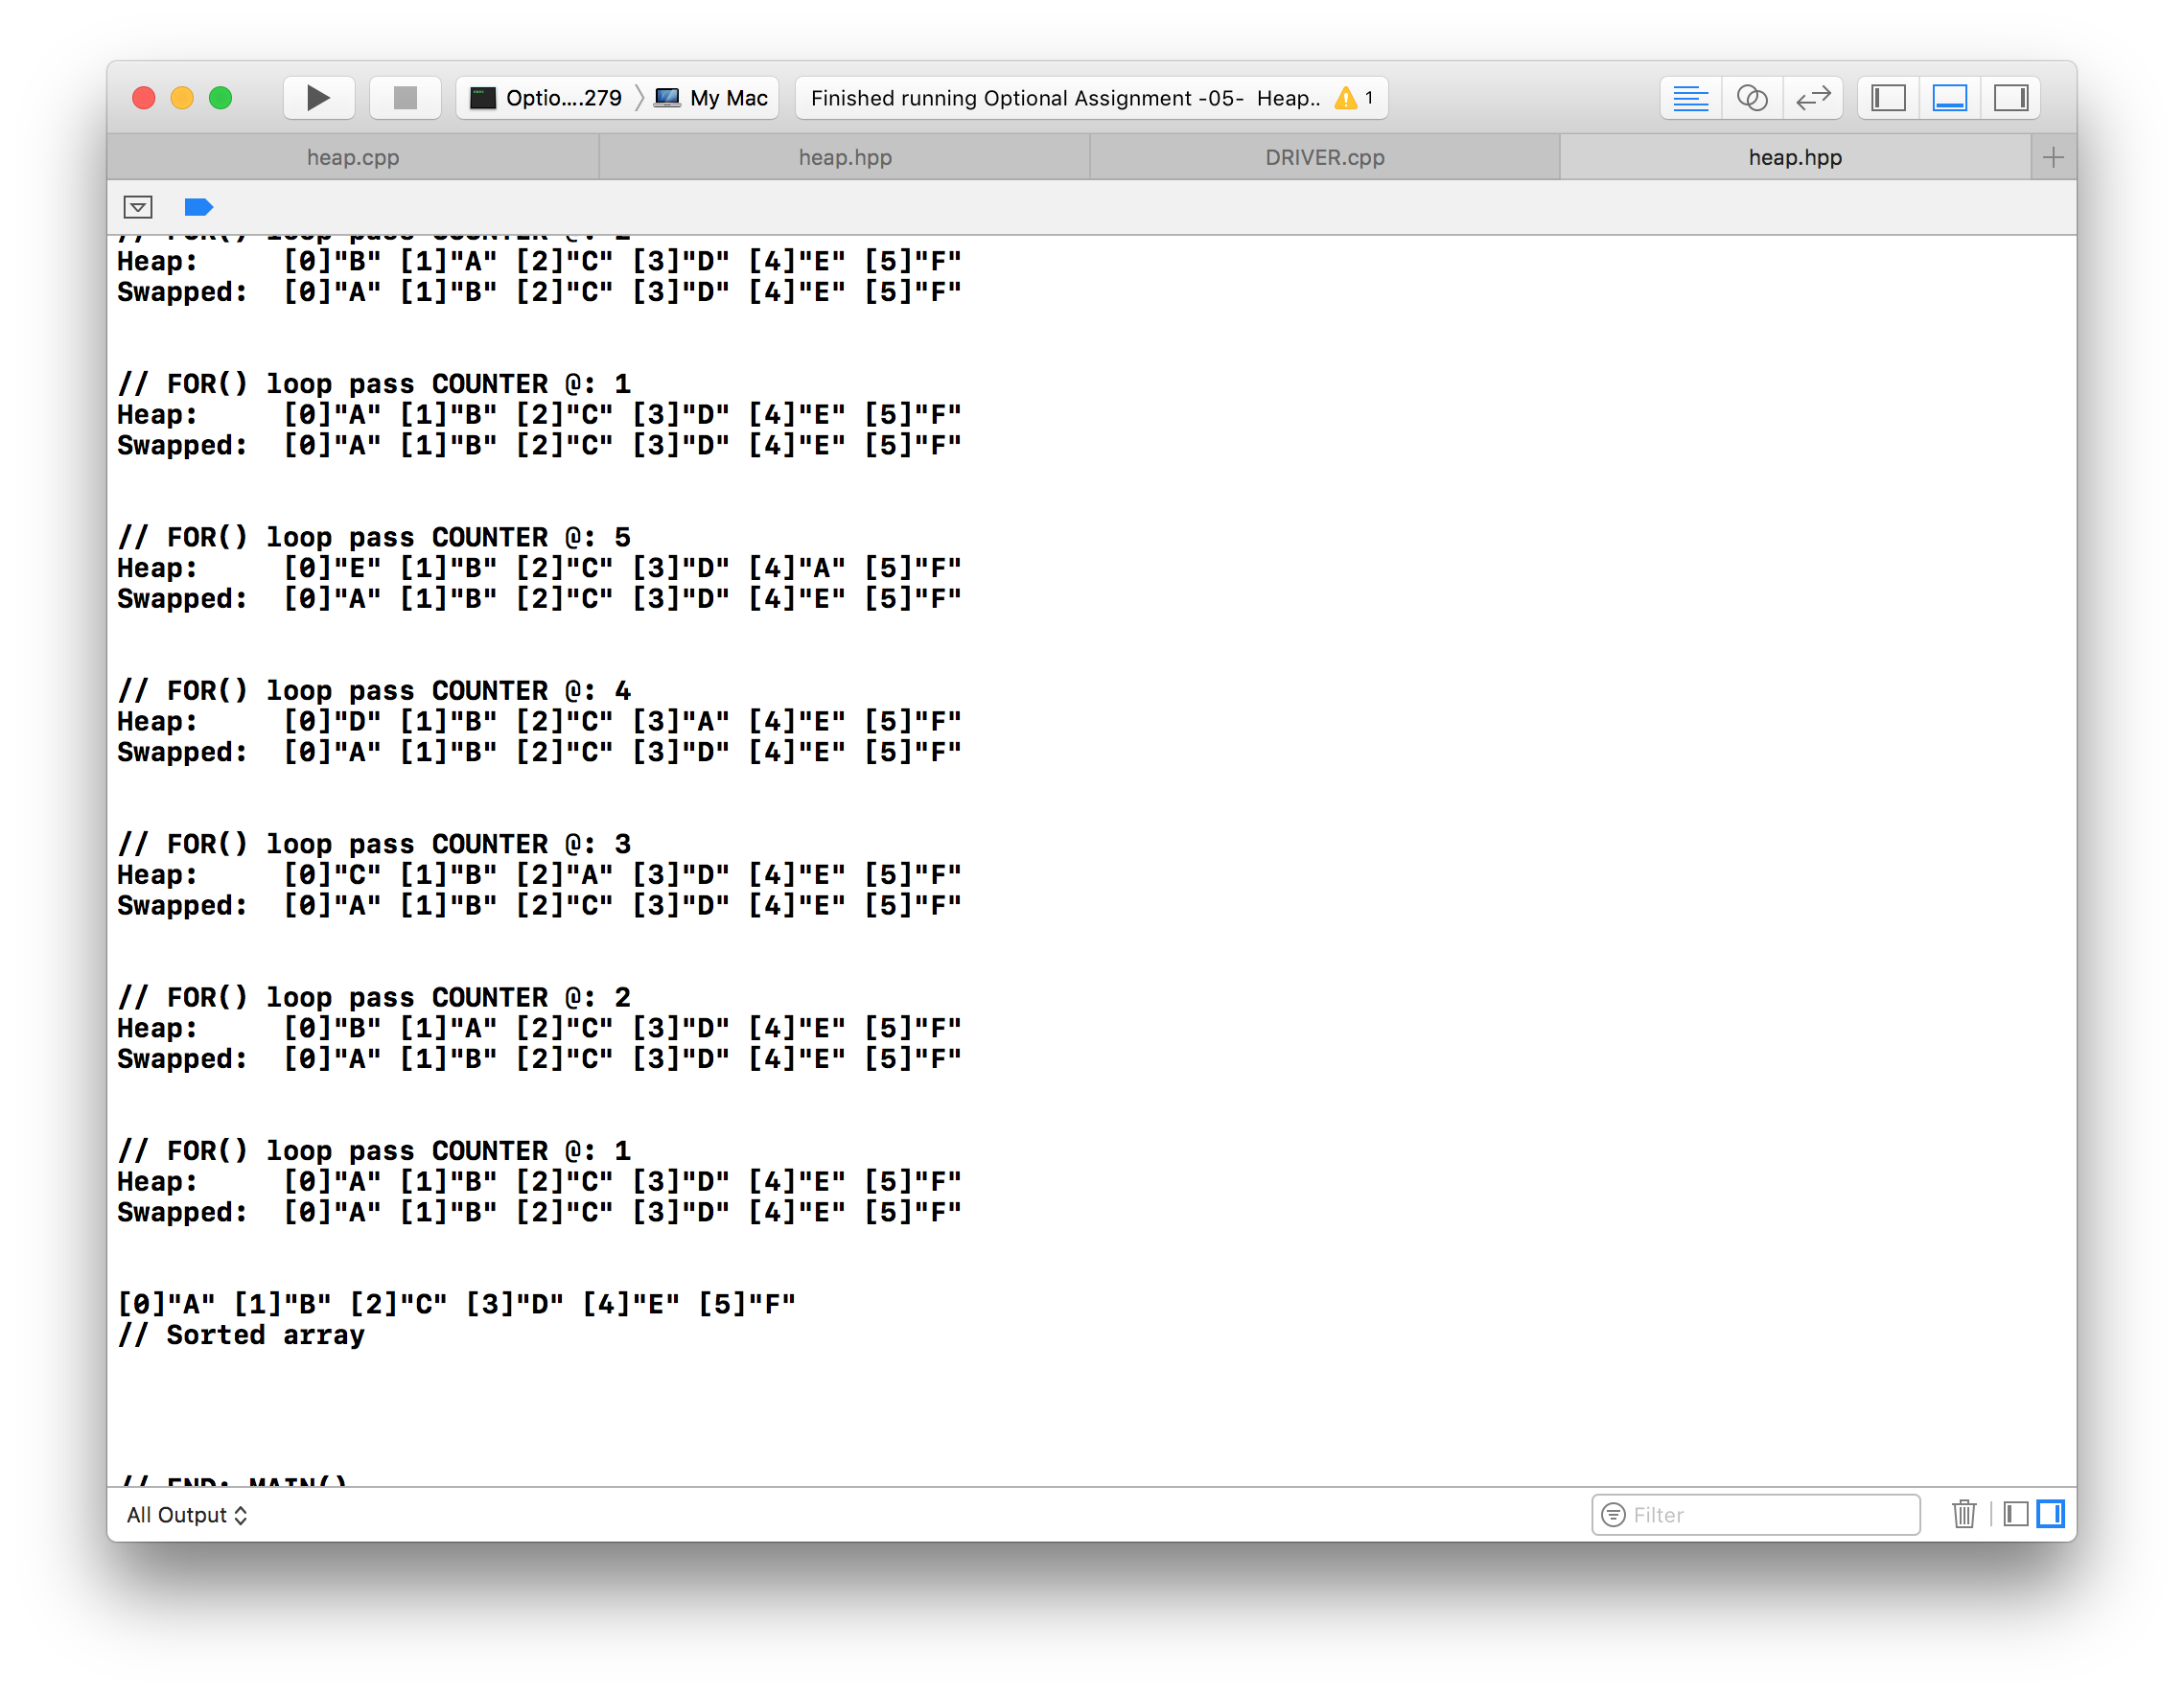 Optio....279 〉 My Mac
Finished running Optional Assignment -05-  Heap.. 1
heap.cpp
heap.hpp
DRIVER.cpp
heap.hpp
// FOR() loop pass COUNTER @: 2
Heap:     [0]"B" [1]"A" [2]"C" [3]"D" [4]"E" [5]"F"
Swapped:  [0]"A" [1]"B" [2]"C" [3]"D" [4]"E" [5]"F"
// FOR() loop pass COUNTER @: 1
Heap:     [0]"A" [1]"B" [2]"C" [3]"D" [4]"E" [5]"F"
Swapped:  [0]"A" [1]"B" [2]"C" [3]"D" [4]"E" [5]"F"
// FOR() loop pass COUNTER @: 5
Heap:     [0]"E" [1]"B" [2]"C" [3]"D" [4]"A" [5]"F"
Swapped:  [0]"A" [1]"B" [2]"C" [3]"D" [4]"E" [5]"F"
// FOR() loop pass COUNTER @: 4
Heap:     [0]"D" [1]"B" [2]"C" [3]"A" [4]"E" [5]"F"
Swapped:  [0]"A" [1]"B" [2]"C" [3]"D" [4]"E" [5]"F"
// FOR() loop pass COUNTER @: 3
Heap:     [0]"C" [1]"B" [2]"A" [3]"D" [4]"E" [5]"F"
Swapped:  [0]"A" [1]"B" [2]"C" [3]"D" [4]"E" [5]"F"
// FOR() loop pass COUNTER @: 2
Heap:     [0]"B" [1]"A" [2]"C" [3]"D" [4]"E" [5]"F"
Swapped:  [0]"A" [1]"B" [2]"C" [3]"D" [4]"E" [5]"F"
// FOR() loop pass COUNTER @: 1
Heap:     [0]"A" [1]"B" [2]"C" [3]"D" [4]"E" [5]"F"
Swapped:  [0]"A" [1]"B" [2]"C" [3]"D" [4]"E" [5]"F"
[0]"A" [1]"B" [2]"C" [3]"D" [4]"E" [5]"F"
// Sorted array
// END: MAIN()
All Output
Filter